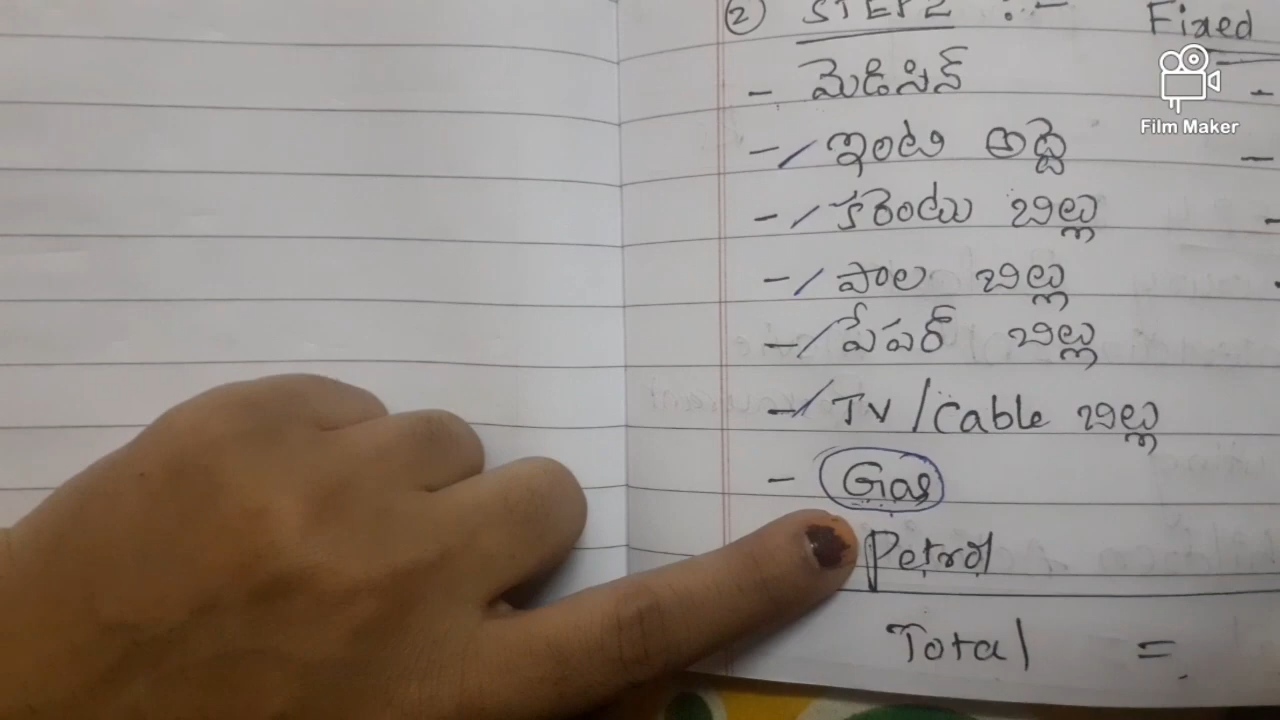 ② STEP 2 :- Fixed
- మెడిసిన్ -
- / ఇంటి అద్దె -
- / కరెంటు బిల్లు -
- / పాల బిల్లు -
- / పేపర్ బిల్లు
- / TV / Cable బిల్లు
- Gas
Petrol
Total =
Film Maker